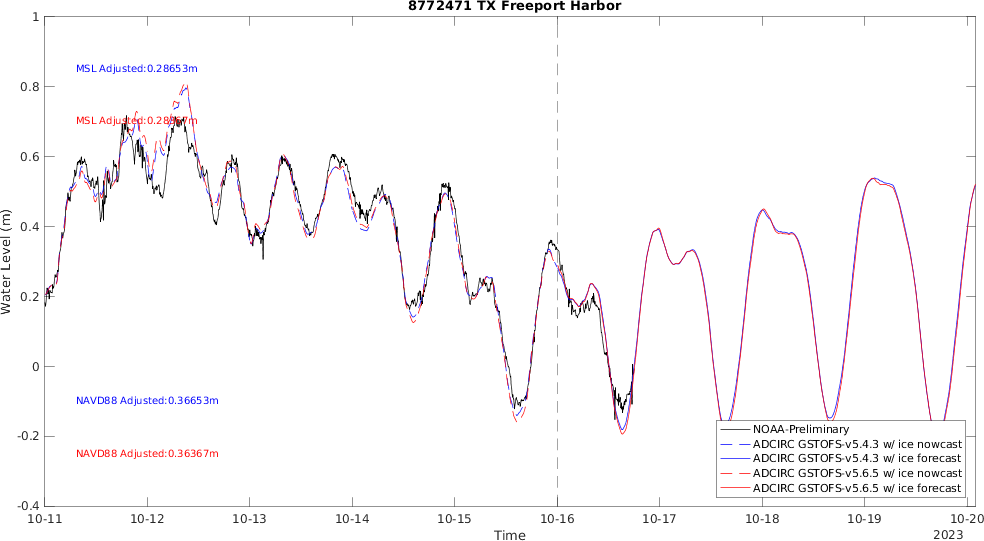 8772471 TX Freeport Harbor
1
0.8
0.6
0.4
0.2
0
-0.2
-0.4
Water Level (m)
MSL Adjusted:0.28653m
MSL Adjusted:
NAVD88 Adjusted:0.36653m
NAVD88 Adjusted:0.36367m
NOAA-Preliminary
ADCIRC GSTOFS-v5.4.3 w/ ice nowcast
ADCIRC GSTOFS-v5.4.3 w/ ice forecast
ADCIRC GSTOFS-v5.6.5 w/ ice nowcast
ADCIRC GSTOFS-v5.6.5 w/ ice forecast
10-11 10-12 10-13 10-14 10-15 10-16 10-17 10-18 10-19 10-20
Time
2023